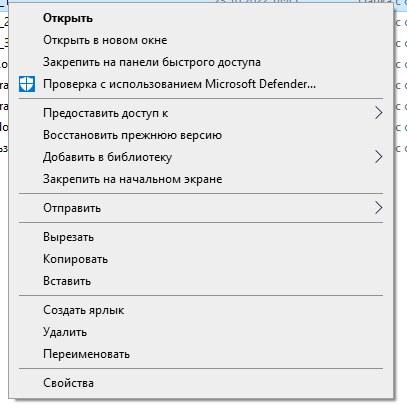 Открыть
Открыть в новом окне
Закрепить на панели быстрого доступа
Проверка с использованием Microsoft Defender...
Предоставить доступ к
Восстановить прежнюю версию
Добавить в библиотеку
Закрепить на начальном экране
Отправить
Вырезать
Копировать
Вставить
Создать ярлык
Удалить
Переименовать
Свойства